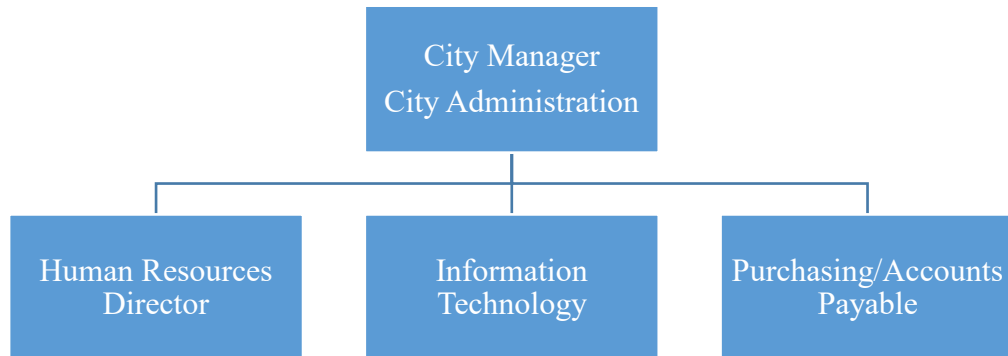 City Manager
City Administration
Human Resources
Director
Information
Technology
Purchasing/Accounts
Payable